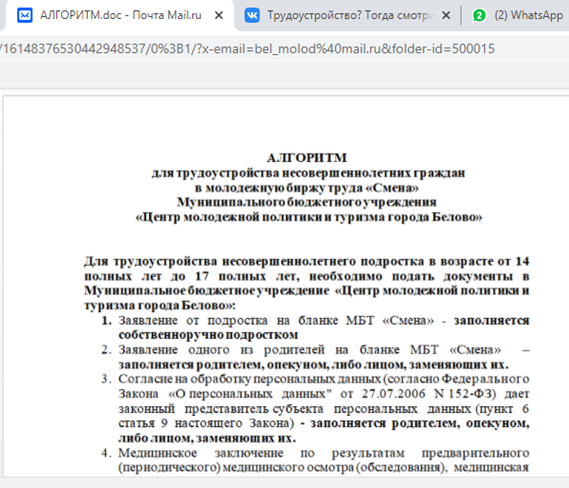 АЛГОРИТМ.doc - Почта Mail.ru
Трудоустройство? Тогда смотри
(2) WhatsApp
/16148376530442948537/0%3B1/?x-email=bel_molod%40mail.ru&folder-id=500015
АЛГОРИТМ
для трудоустройства несовершеннолетних граждан
в молодежную биржу труда «Смена»
Муниципального бюджетного учреждения
«Центр молодежной политики и туризма города Белово»
Для трудоустройства несовершеннолетнего подростка в возрасте от 14
полных лет до 17 полных лет, необходимо подать документы в
Муниципальное бюджетное учреждение «Центр молодежной политики и
туризма города Белово»:
1. Заявление от подростка на бланке МБТ «Смена» - заполняется
собственноручно подростком
2. Заявление одного из родителей на бланке МБТ «Смена» –
заполняется родителем, опекуном, либо лицом, заменяющих их.
3. Согласие на обработку персональных данных (согласно Федерального
Закона «О персональных данных" от 27.07.2006 N 152-ФЗ) дает
законный представитель субъекта персональных данных (пункт 6
статья 9 настоящего Закона) - заполняется родителем, опекуном,
либо лицом, заменяющих их.
4. Медицинское заключение по результатам предварительного
(периодического) медицинского осмотра (обследования), медицинская